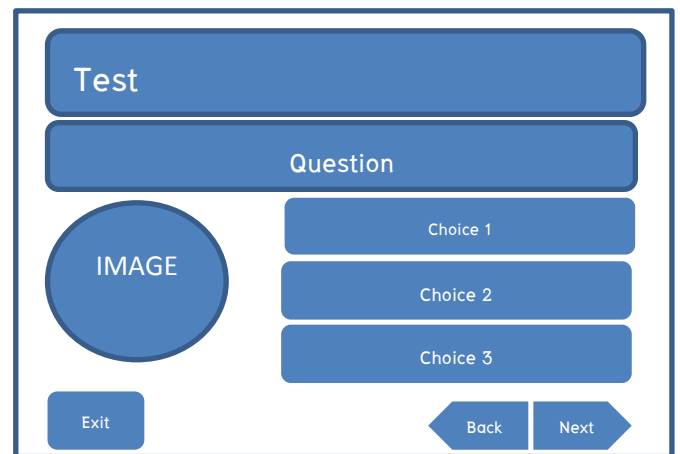 Test
Question
IMAGE
Choice 1
Choice 2
Choice 3
Exit
Back
Next